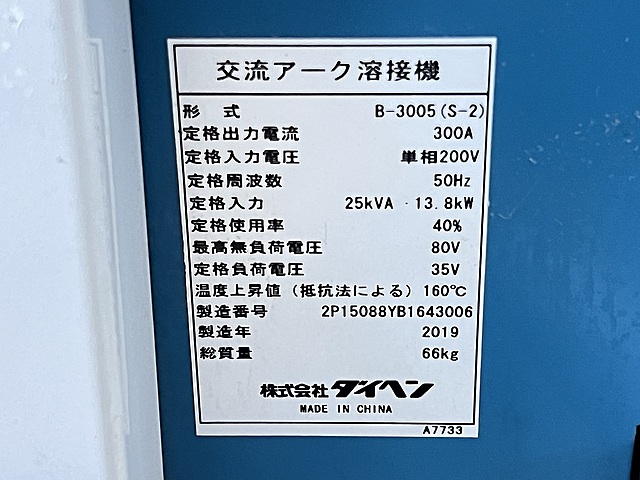 交流アーク溶接機
形 式 B-3005(S-2)
定格出力電流 300A
定格入力電圧 単相200V
定格周波数 50Hz
定格入力 25kVA・13.8kW
定格使用率 40%
最高無負荷電圧 80V
定格負荷電圧 35V
温度上昇値(抵抗法による) 160℃
製造番号 2P15088YB1643006
製造年 2019
総質量 66kg
株式会社ダイヘン
MADE IN CHINA
A7733